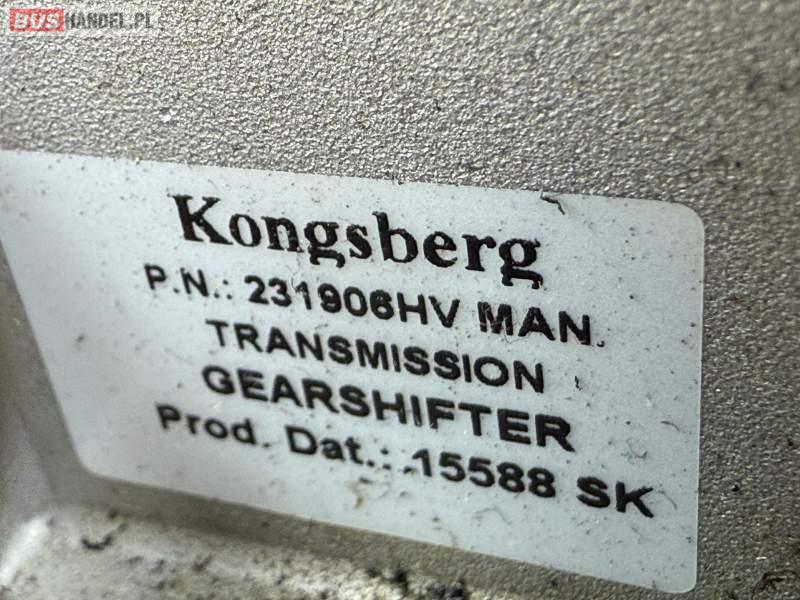 BUSHANDEL.PL
Kongsberg
P.N.: 231906HV MAN.
TRANSMISSION
GEARSHIFTER
Prod. Dat.: 15588 SK